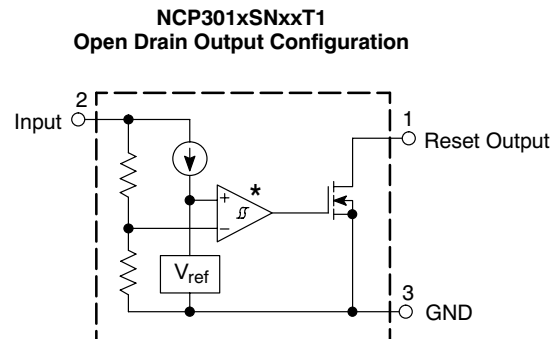 NCP301xSNxxT1
Open Drain Output Configuration
2
Input
1
Reset Output
*
+
−
Vref
3
GND